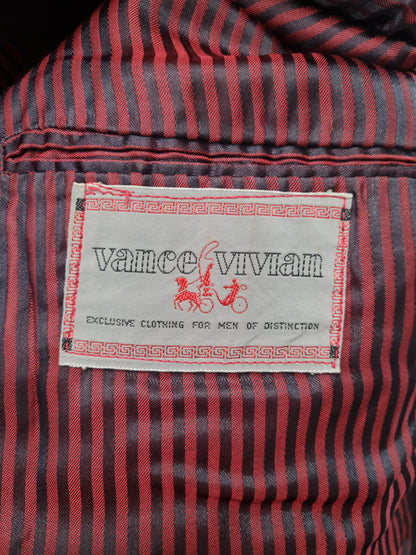 Vance Vivian
EXCLUSIVE CLOTHING FOR MEN OF DISTINCTION